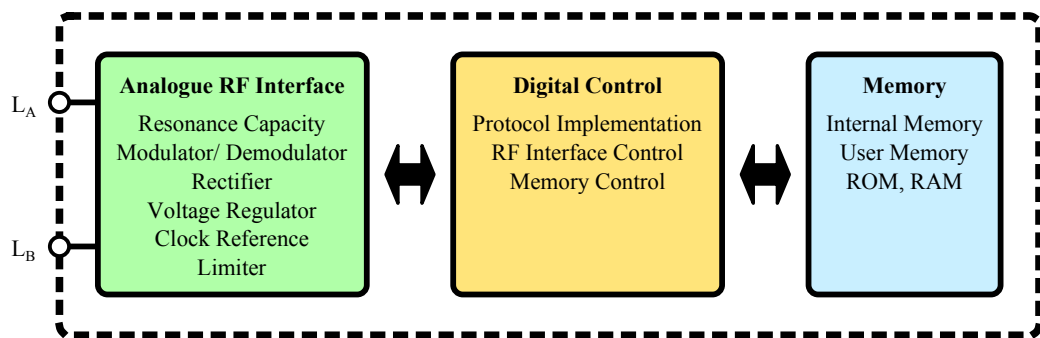 L_A
L_B
Analogue RF Interface
Resonance Capacity
Modulator/ Demodulator
Rectifier
Voltage Regulator
Clock Reference
Limiter
Digital Control
Protocol Implementation
RF Interface Control
Memory Control
Memory
Internal Memory
User Memory
ROM, RAM